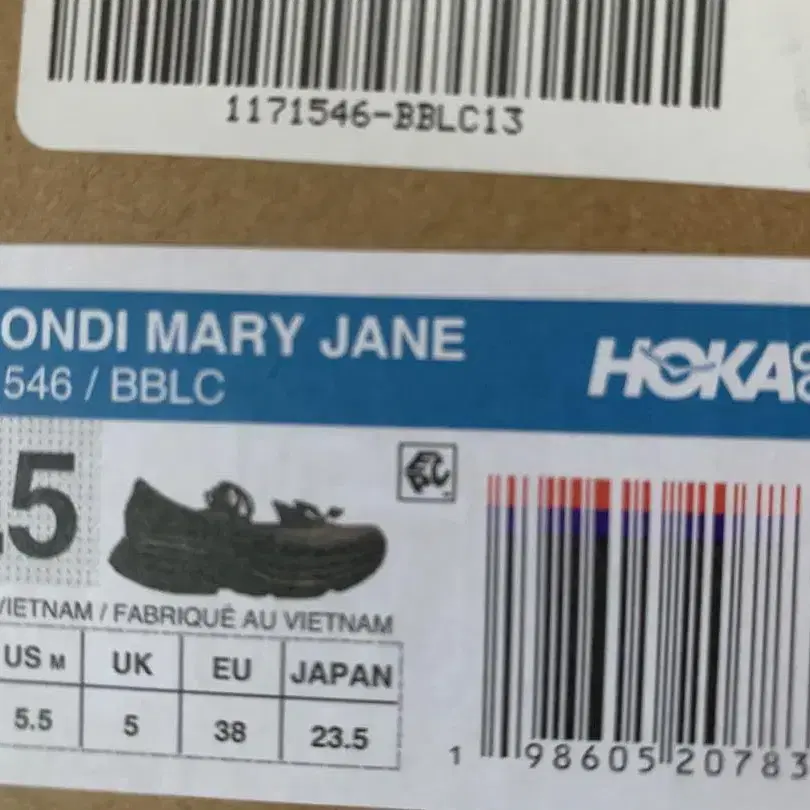 1171546-BBLC13
ONDI MARY JANE
546 / BBLC
HOKA
.5
VIETNAM / FABRIQUÉ AU VIETNAM
US M UK EU JAPAN
5.5 5 38 23.5
1 98605 20783